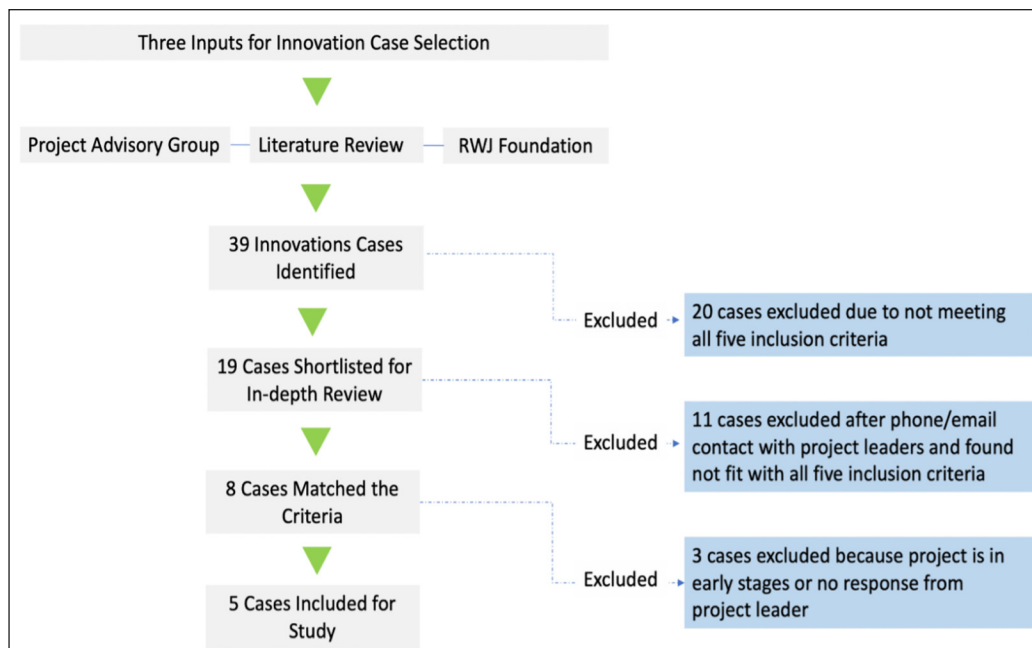 Three Inputs for Innovation Case Selection
Project Advisory Group
Literature Review
RWJ Foundation
39 Innovations Cases
Identified
Excluded
20 cases excluded due to not meeting
all five inclusion criteria
19 Cases Shortlisted for
In-depth Review
Excluded
11 cases excluded after phone/email
contact with project leaders and found
not fit with all five inclusion criteria
8 Cases Matched the
Criteria
Excluded
3 cases excluded because project is in
early stages or no response from
project leader
5 Cases Included for
Study